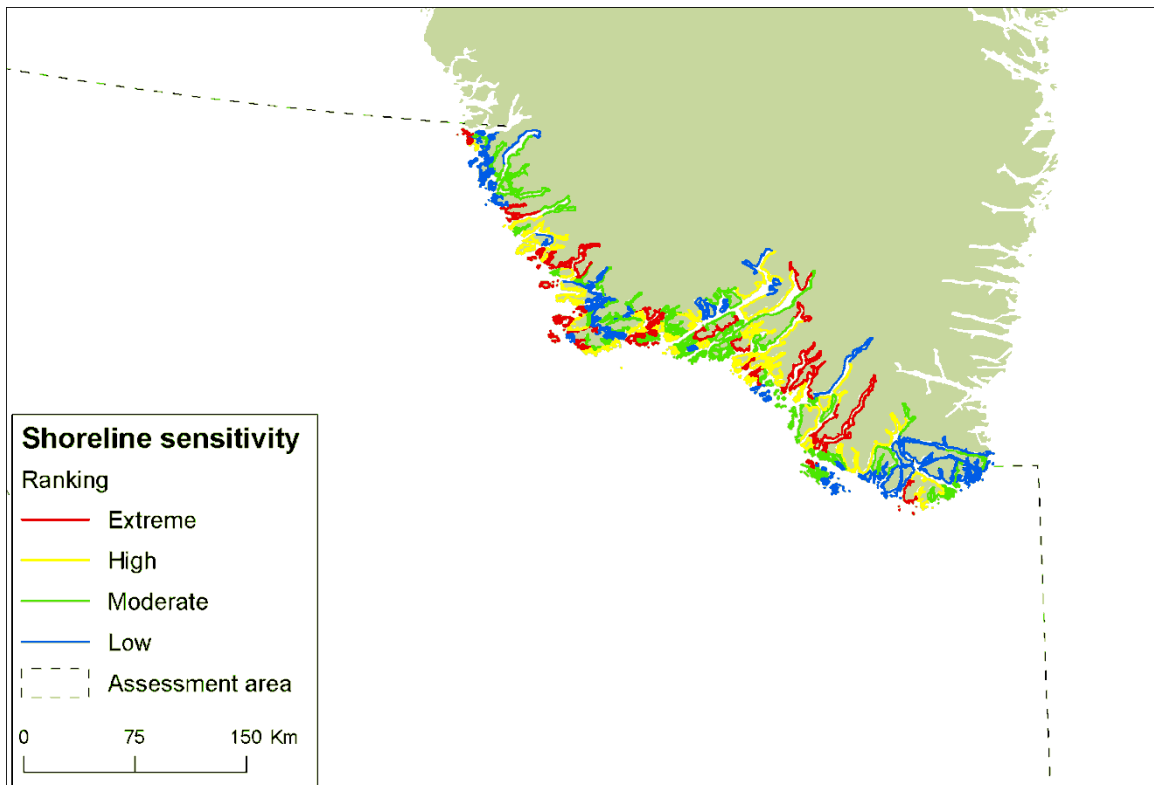 Shoreline sensitivity
Ranking
Extreme
High
Moderate
Low
Assessment area
0 75 150 Km